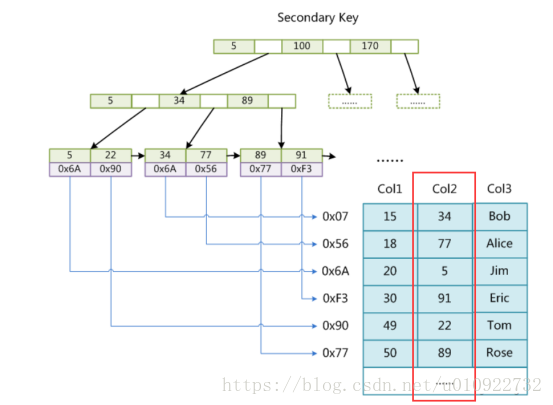 Secondary Key
5 100 170
5 34 89 ...... ......
5 22 34 77 89 91
0x6A 0x90 0x6A 0x56 0x77 0xF3
......
Col1 Col2 Col3
0x07 15 34 Bob
0x56 18 77 Alice
0x6A 20 5 Jim
0xF3 30 91 Eric
0x90 49 22 Tom
0x77 50 89 Rose
......
https://blog.csdn.net/u010922732